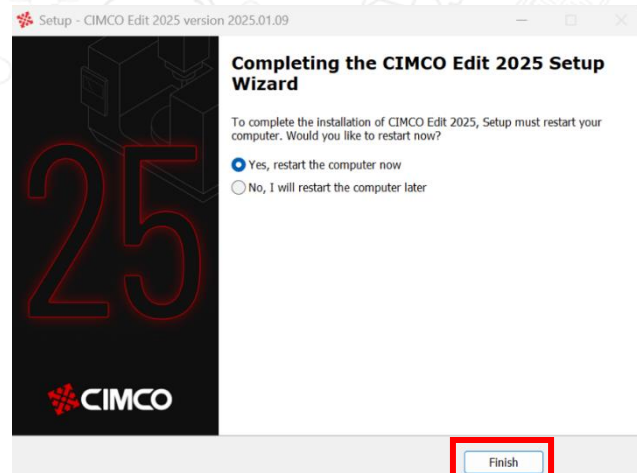 Setup - CIMCO Edit 2025 version 2025.01.09
Completing the CIMCO Edit 2025 Setup
Wizard
To complete the installation of CIMCO Edit 2025, Setup must restart your
computer. Would you like to restart now?
Yes, restart the computer now
No, I will restart the computer later
25
CIMCO
Finish